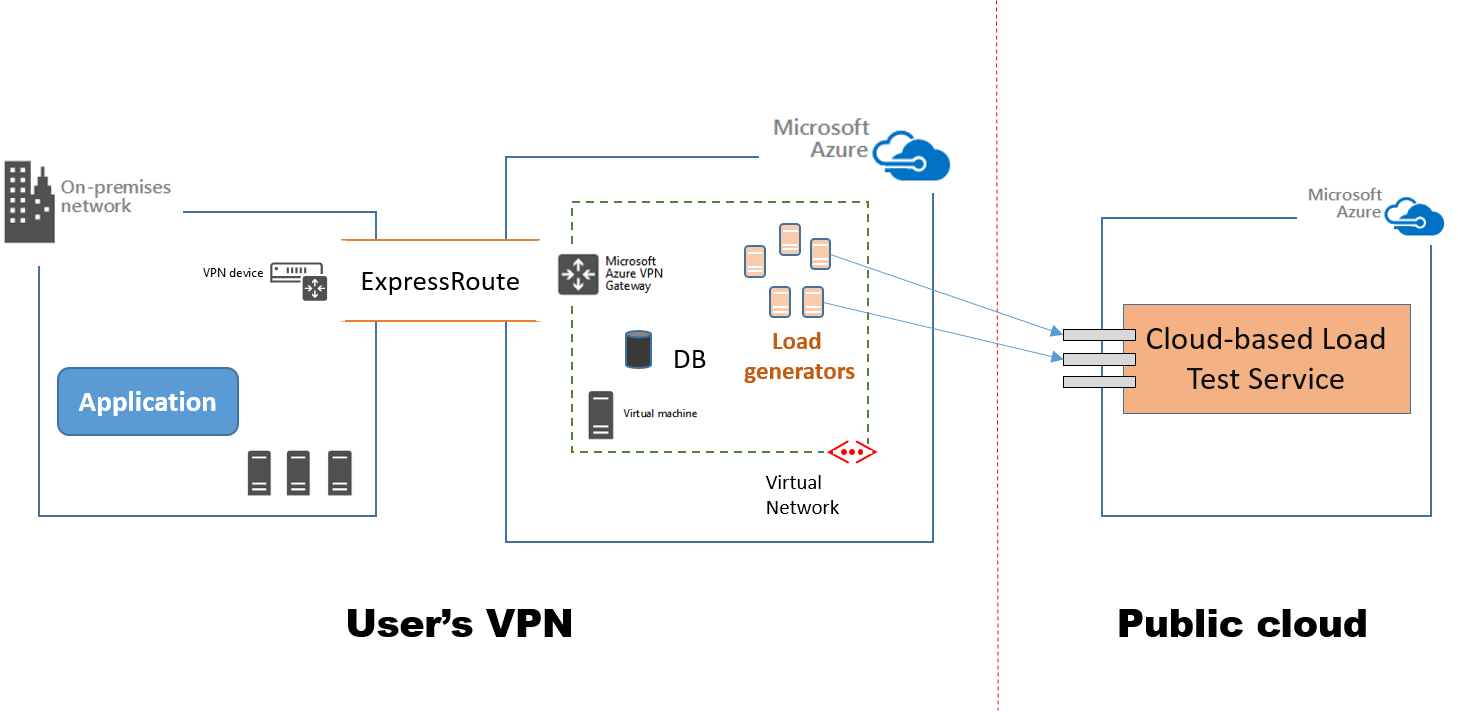 Microsoft
Azure
On-premises
network
VPN device
ExpressRoute
Microsoft
Azure VPN
Gateway
DB
Load
generators
Application
Virtual machine
Virtual
Network
Microsoft
Azure
Cloud-based Load
Test Service
User’s VPN
Public cloud